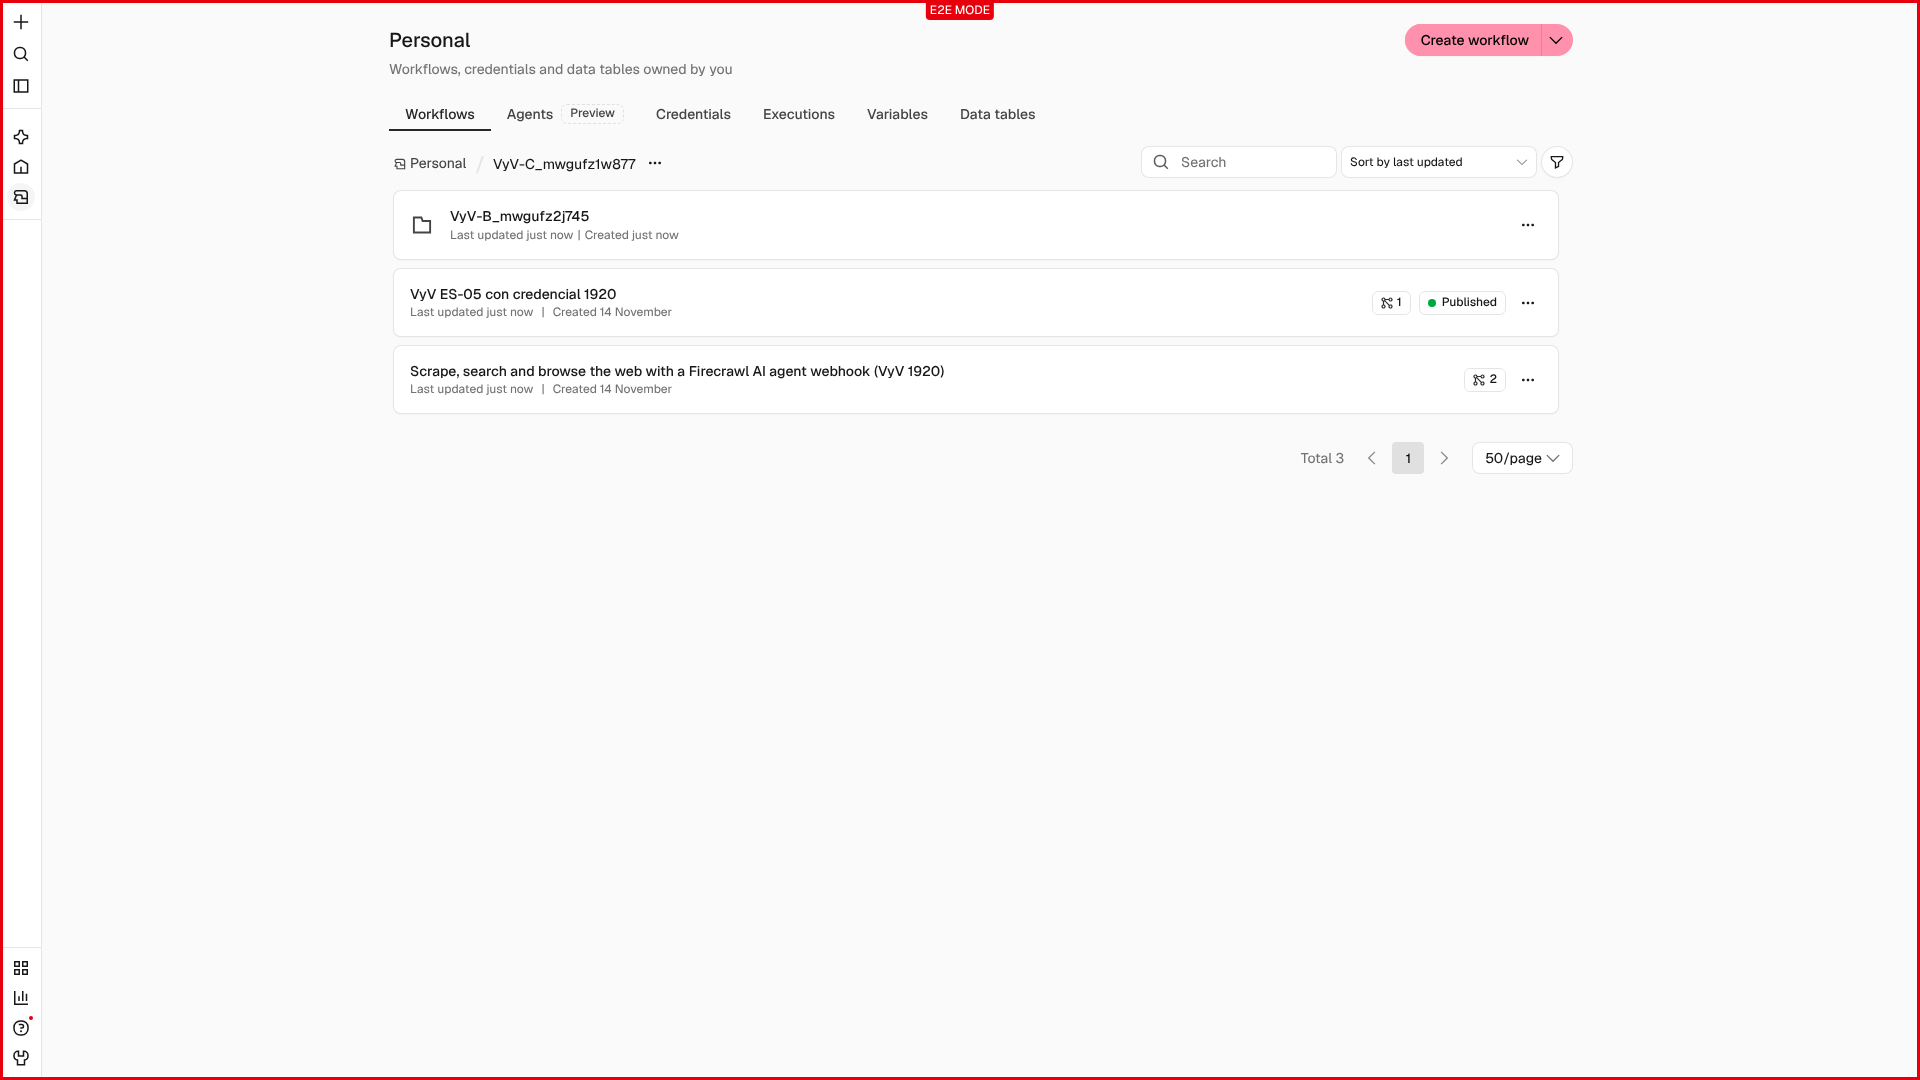 E2E MODE
Personal
Create workflow
Workflows, credentials and data tables owned by you
Workflows
Agents
Preview
Credentials
Executions
Variables
Data tables
Personal / VyV-C_mwgufz1w877 ···
Search
Sort by last updated
VyV-B_mwgufz2j745
Last updated just now | Created just now
VyV ES-05 con credencial 1920
Last updated just now | Created 14 November
1
Published
Scrape, search and browse the web with a Firecrawl AI agent webhook (VyV 1920)
Last updated just now | Created 14 November
2
Total 3
1
50/page